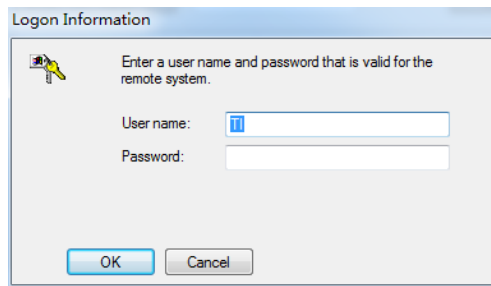 Logon Information
Enter a user name and password that is valid for the
remote system.
User name:
TI
Password:
OK
Cancel